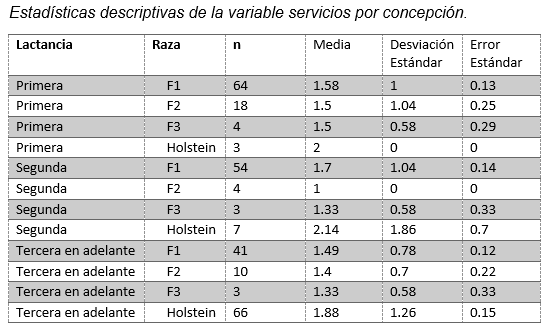 Estadísticas descriptivas de la variable servicios por concepción.
Lactancia Raza n Media Desviación Estándar Error Estándar
Primera F1 64 1.58 1 0.13
Primera F2 18 1.5 1.04 0.25
Primera F3 4 1.5 0.58 0.29
Primera Holstein 3 2 0 0
Segunda F1 54 1.7 1.04 0.14
Segunda F2 4 1 0 0
Segunda F3 3 1.33 0.58 0.33
Segunda Holstein 7 2.14 1.86 0.7
Tercera en adelante F1 41 1.49 0.78 0.12
Tercera en adelante F2 10 1.4 0.7 0.22
Tercera en adelante F3 3 1.33 0.58 0.33
Tercera en adelante Holstein 66 1.88 1.26 0.15